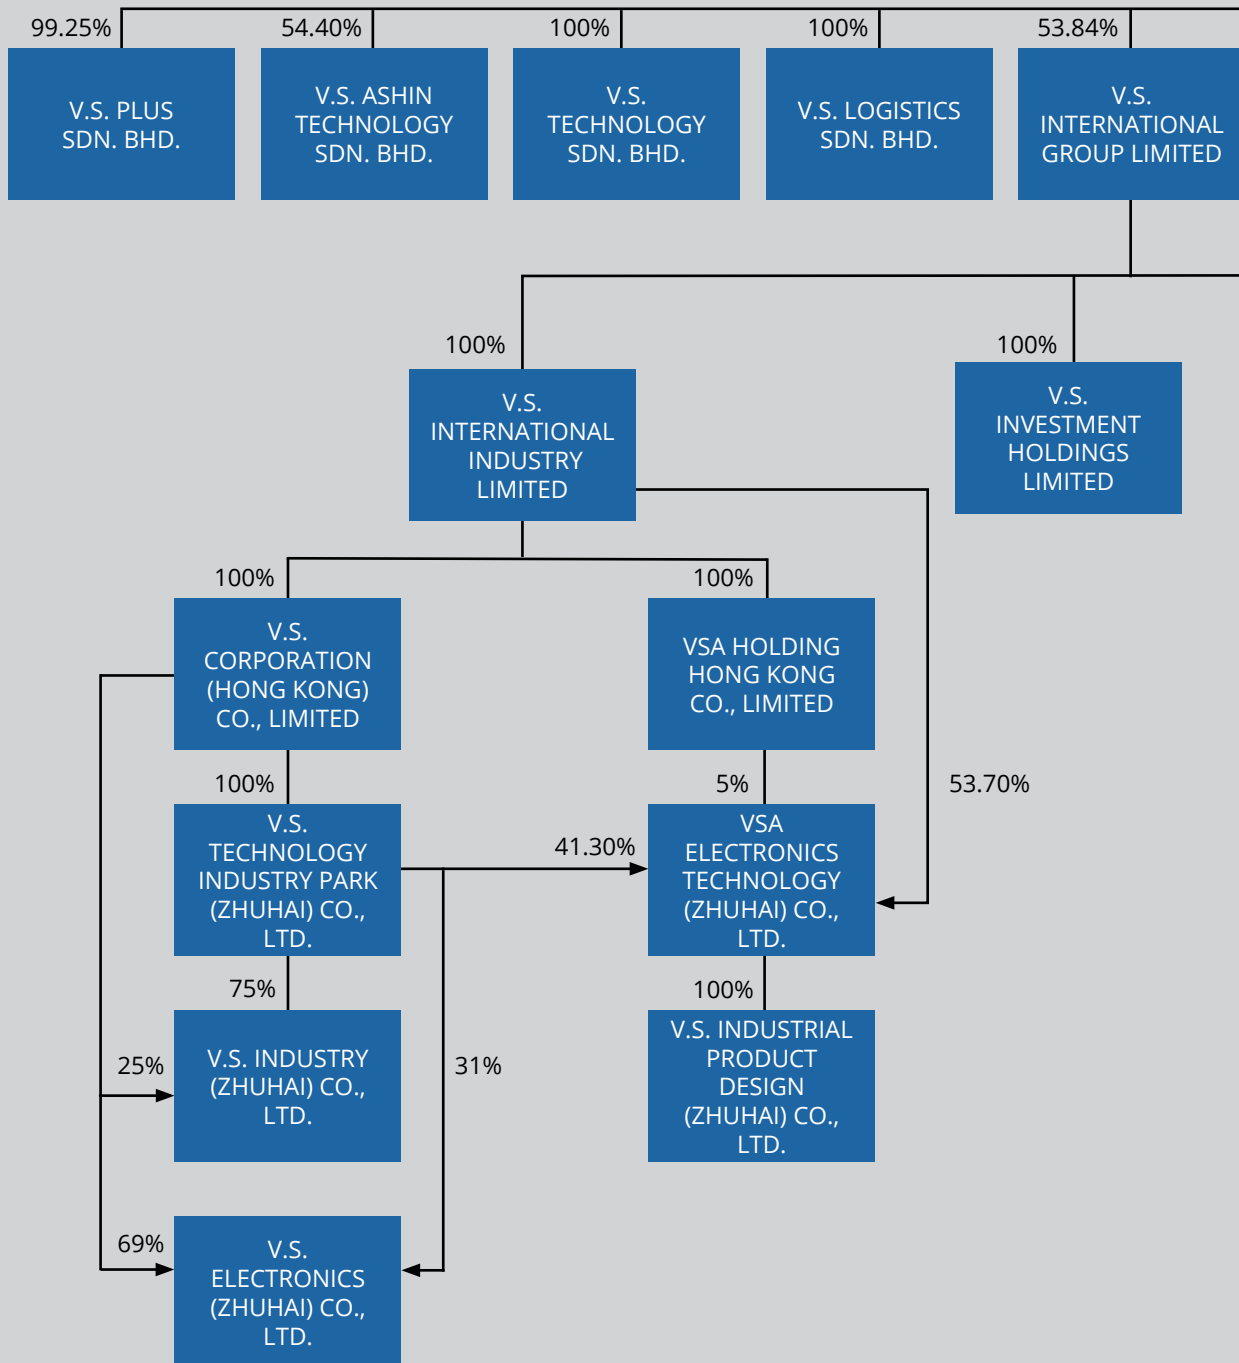 99.25%
54.40%
100%
100%
53.84%
V.S. PLUS
SDN. BHD.
V.S. ASHIN
TECHNOLOGY
SDN. BHD.
V.S.
TECHNOLOGY
SDN. BHD.
V.S. LOGISTICS
SDN. BHD.
V.S.
INTERNATIONAL
GROUP LIMITED
100%
100%
V.S.
INTERNATIONAL
INDUSTRY
LIMITED
V.S.
INVESTMENT
HOLDINGS
LIMITED
100%
100%
V.S.
CORPORATION
(HONG KONG)
CO., LIMITED
VSA HOLDING
HONG KONG
CO., LIMITED
100%
5%
53.70%
V.S.
TECHNOLOGY
INDUSTRY PARK
(ZHUHAI) CO.,
LTD.
41.30%
VSA
ELECTRONICS
TECHNOLOGY
(ZHUHAI) CO.,
LTD.
75%
100%
25%
V.S. INDUSTRY
(ZHUHAI) CO.,
LTD.
31%
V.S. INDUSTRIAL
PRODUCT
DESIGN
(ZHUHAI) CO.,
LTD.
69%
V.S.
ELECTRONICS
(ZHUHAI) CO.,
LTD.